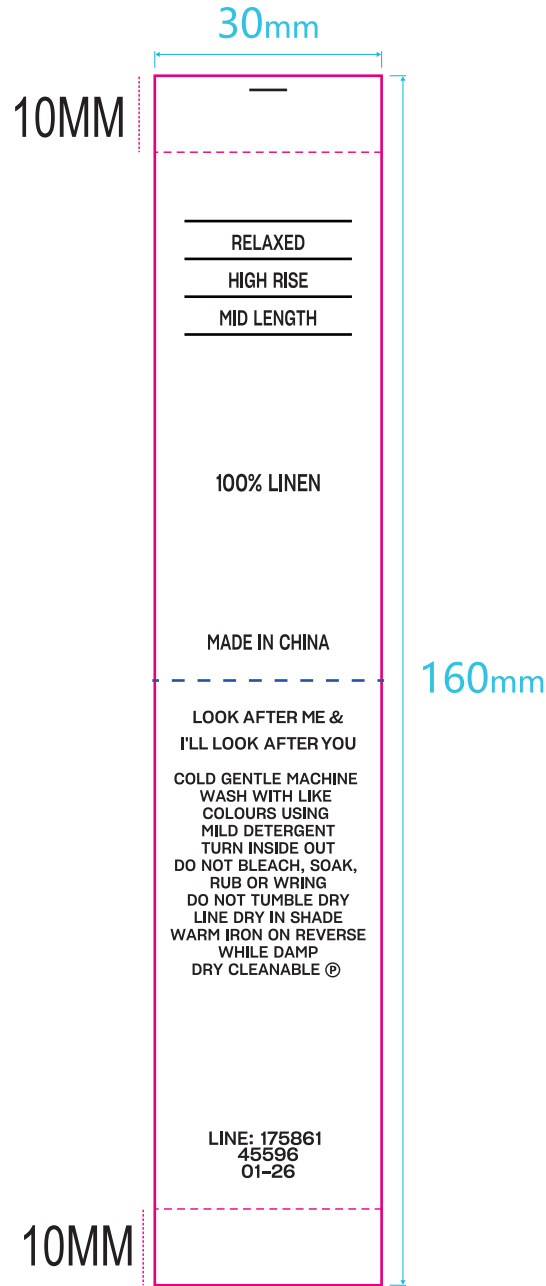 30mm
10MM
RELAXED
HIGH RISE
MID LENGTH
100% LINEN
MADE IN CHINA
160mm
LOOK AFTER ME &
I'LL LOOK AFTER YOU
COLD GENTLE MACHINE
WASH WITH LIKE
COLOURS USING
MILD DETERGENT
TURN INSIDE OUT
DO NOT BLEACH, SOAK,
RUB OR WRING
DO NOT TUMBLE DRY
LINE DRY IN SHADE
WARM IRON ON REVERSE
WHILE DAMP
DRY CLEANABLE Ⓟ
LINE: 175861
45596
01-26
10MM